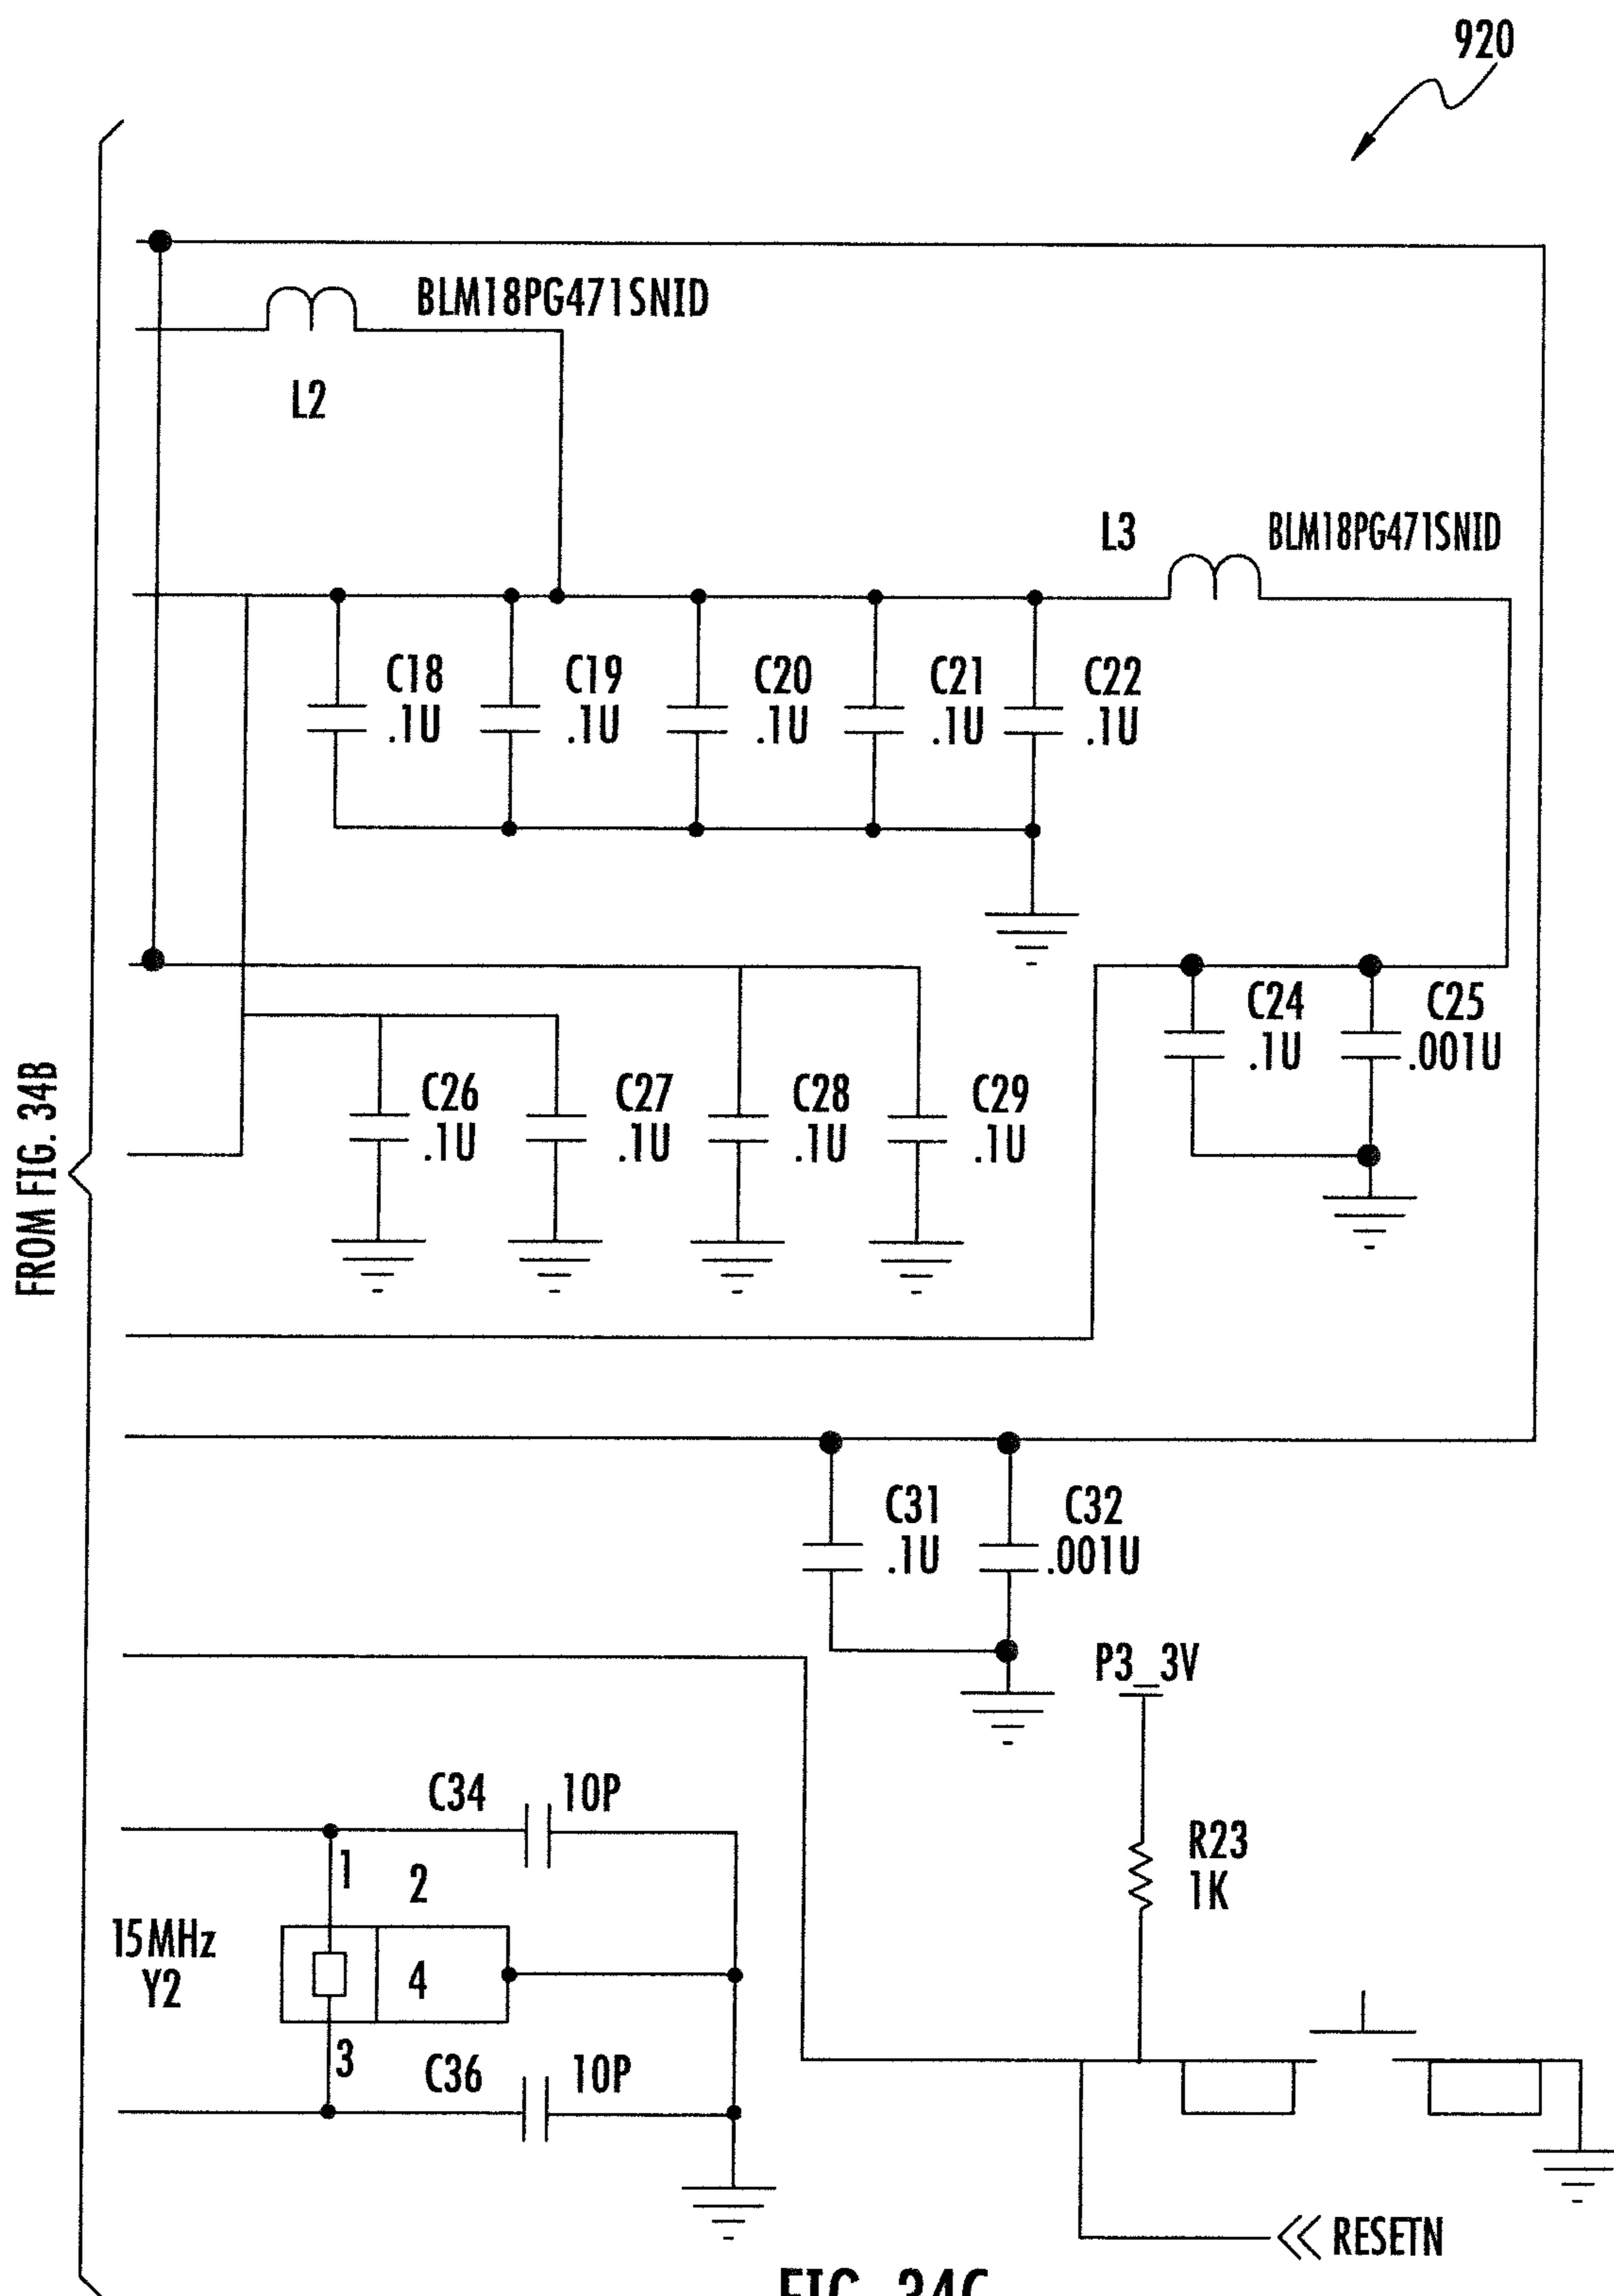 920
BLM18PG471SNID
L2
L3
BLM18PG471SNID
C18
.1U
C19
.1U
C20
.1U
C21
.1U
C22
.1U
C24
.1U
C25
.001U
C26
.1U
C27
.1U
C28
.1U
C29
.1U
FROM FIG. 34B
C31
.1U
C32
.001U
P3_3V
R23
1K
C34
10P
1
2
15MHz
Y2
4
3
C36
10P
RESETN
FIG. 34C